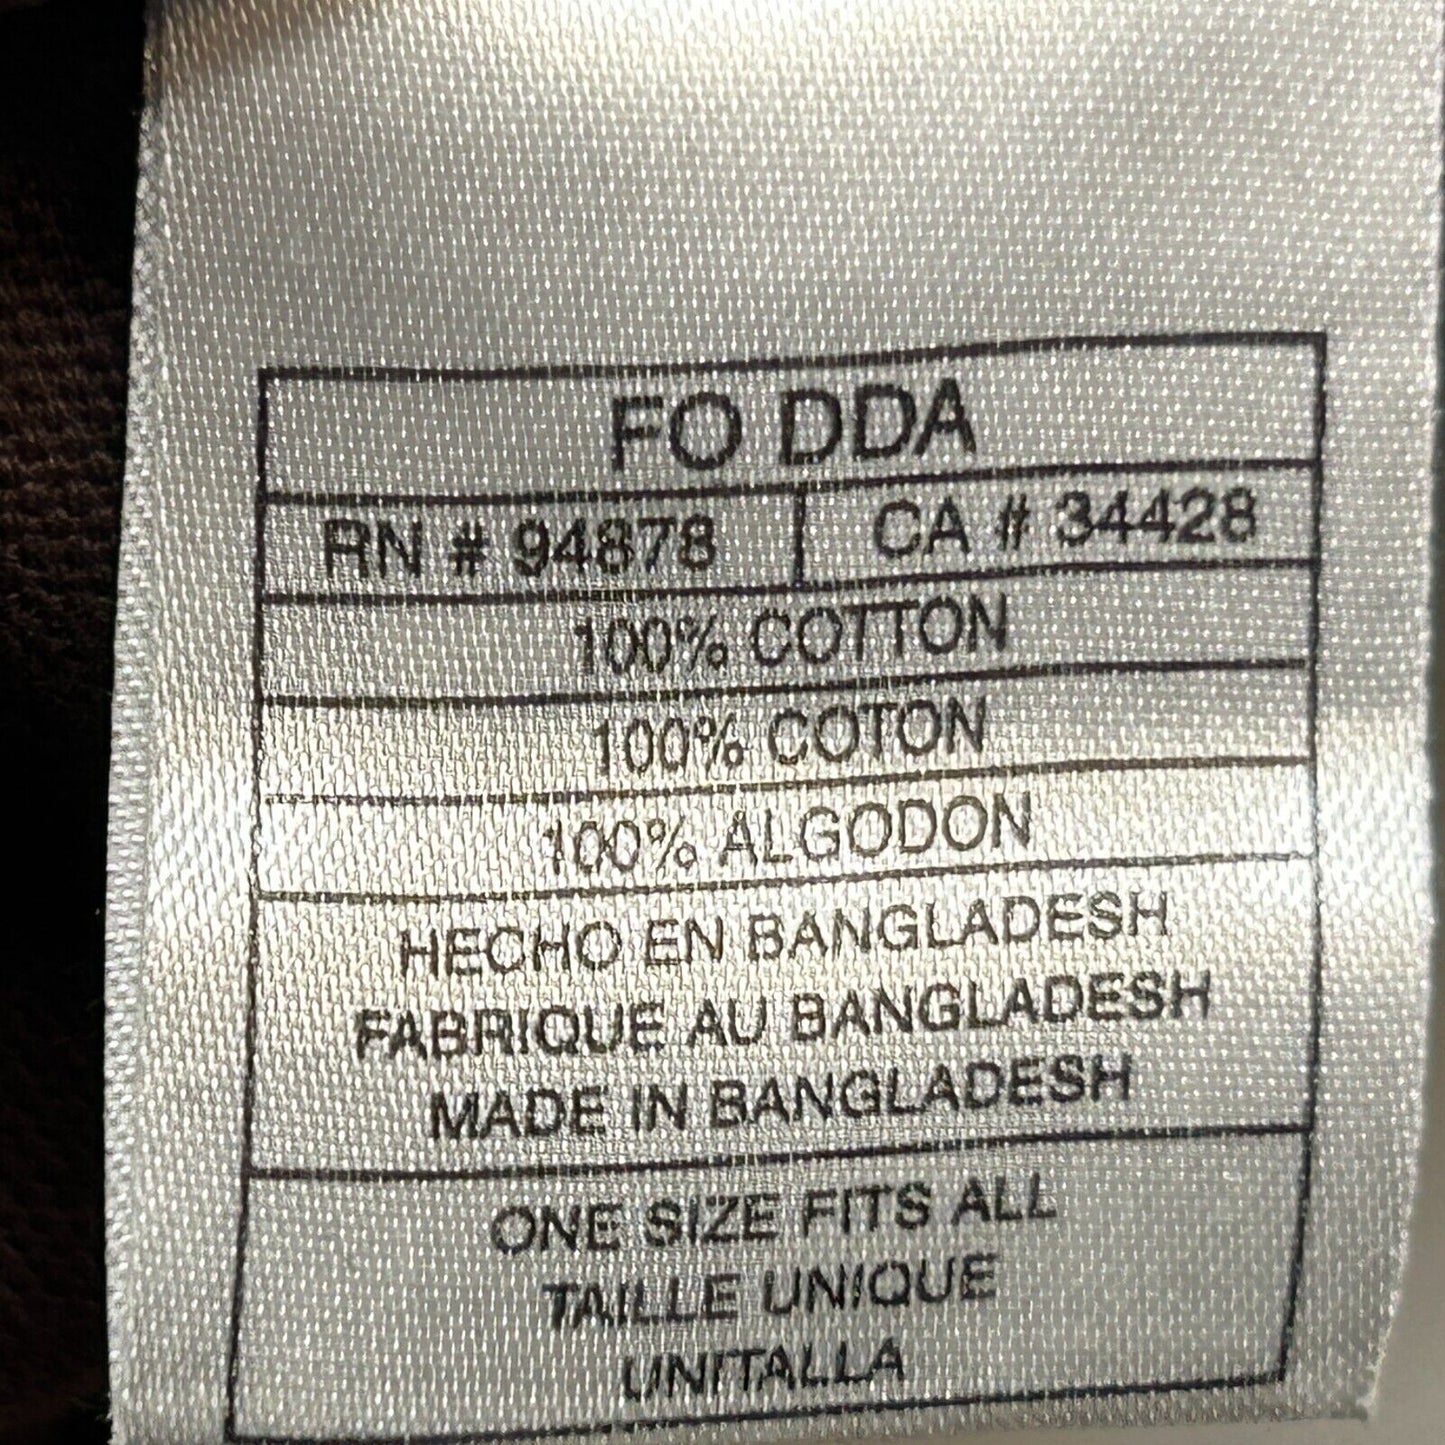 FO DDA
RN # 94878 CA # 34428
100% COTTON
100% COTON
100% ALGODON
HECHO EN BANGLADESH
FABRIQUE AU BANGLADESH
MADE IN BANGLADESH
ONE SIZE FITS ALL
TAILLE UNIQUE
UNITALLA